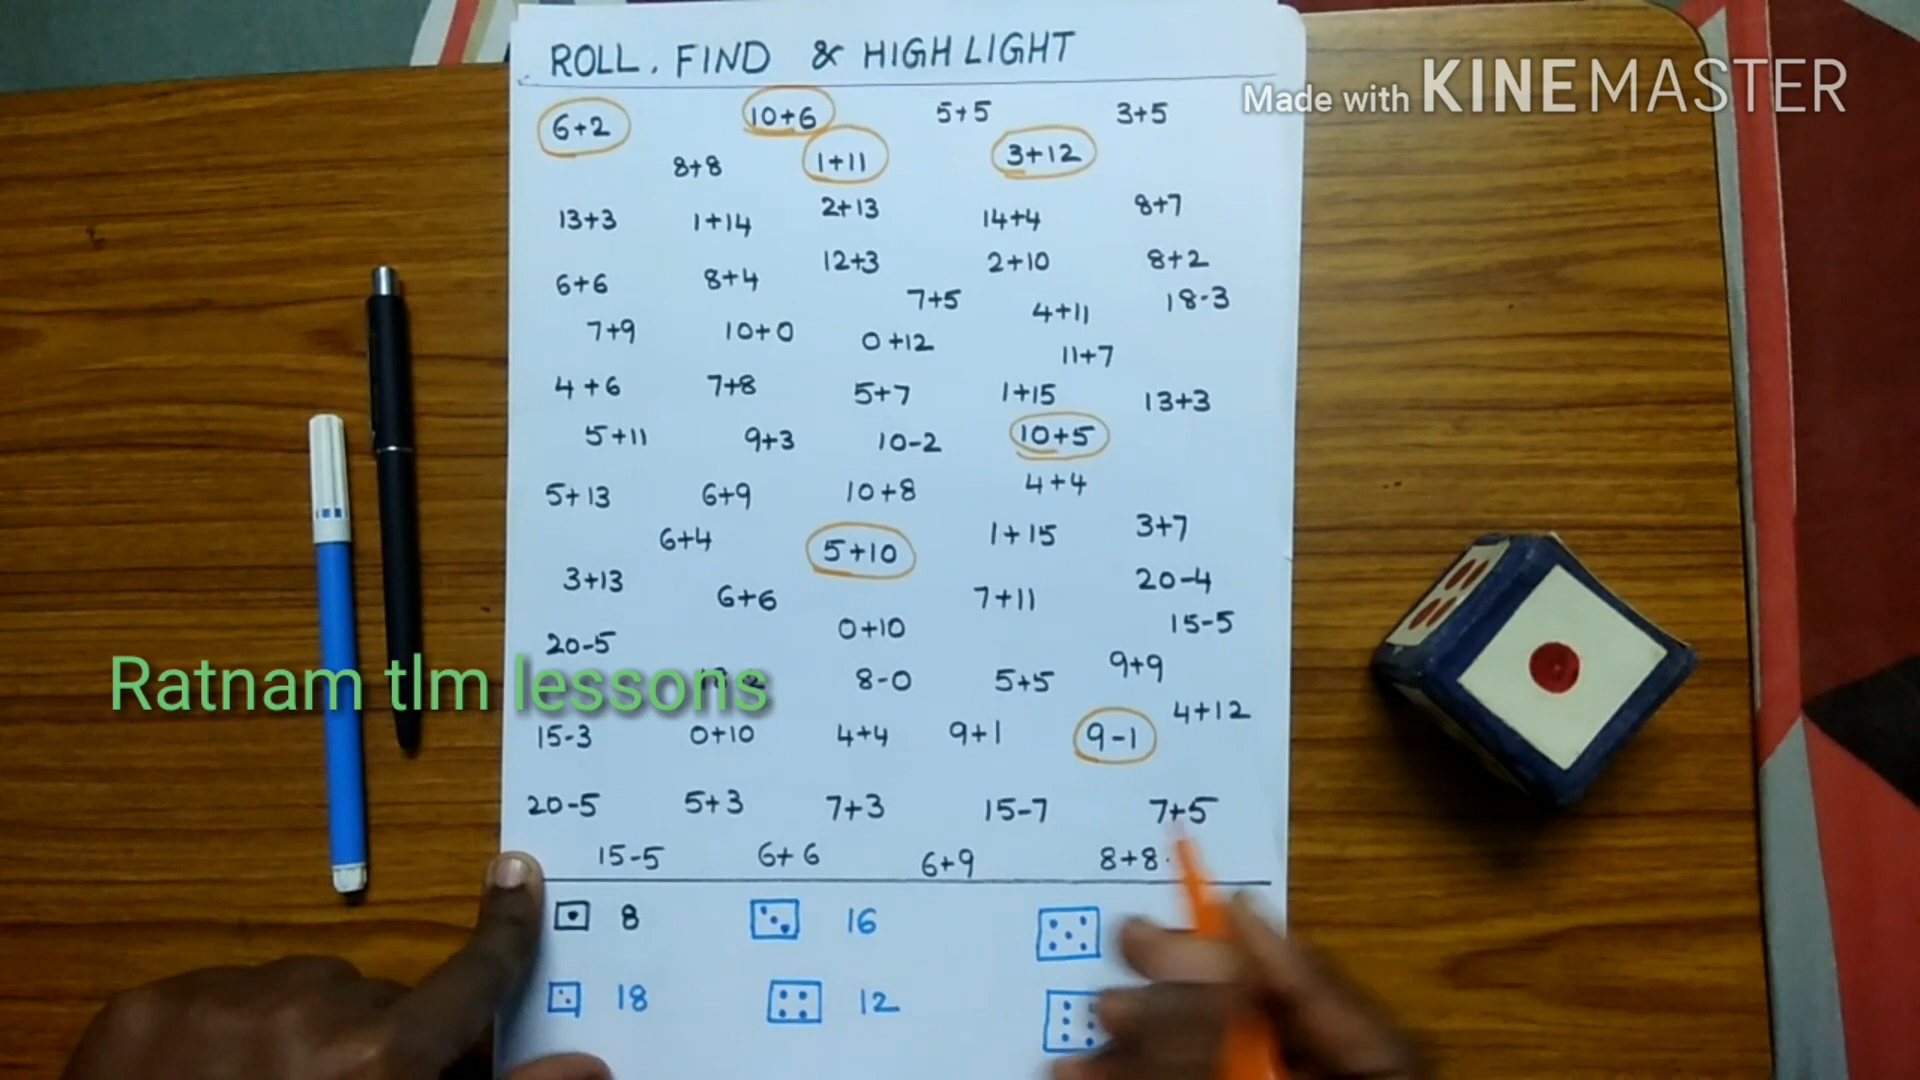 ROLL, FIND & HIGHLIGHT
Made with KINEMASTER
6+2 10+6 5+5 3+5
8+8 1+11 3+12
13+3 1+14 2+13 14+4 8+7
6+6 8+4 12+3 2+10 8+2
7+5 4+11 18-3
7+9 10+0 0+12 11+7
4+6 7+8 5+7 1+15 13+3
5+11 9+3 10-2 10+5
5+13 6+9 10+8 4+4
6+4 5+10 1+15 3+7
3+13 6+6 7+11 20-4
20-5 0+10 15-5
8-0 5+5 9+9
Ratnam tlm lessons
15-3 0+10 4+4 9+1 9-1 4+12
20-5 5+3 7+3 15-7 7+5
15-5 6+6 6+9 8+8
8 16
18 12